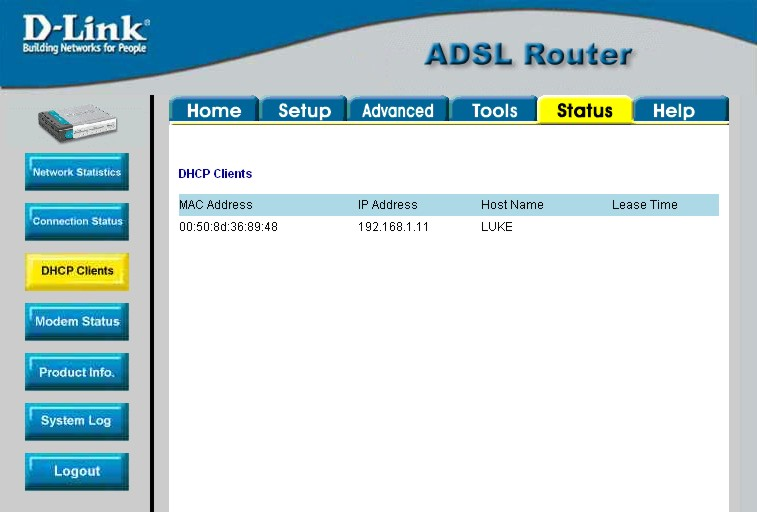 D-Link®
Building Networks for People
ADSL Router
Home Setup Advanced Tools Status Help
Network Statistics
Connection Status
DHCP Clients
Modem Status
Product Info.
System Log
Logout
DHCP Clients
MAC Address IP Address Host Name Lease Time
00:50:8d:36:89:48 192.168.1.11 LUKE